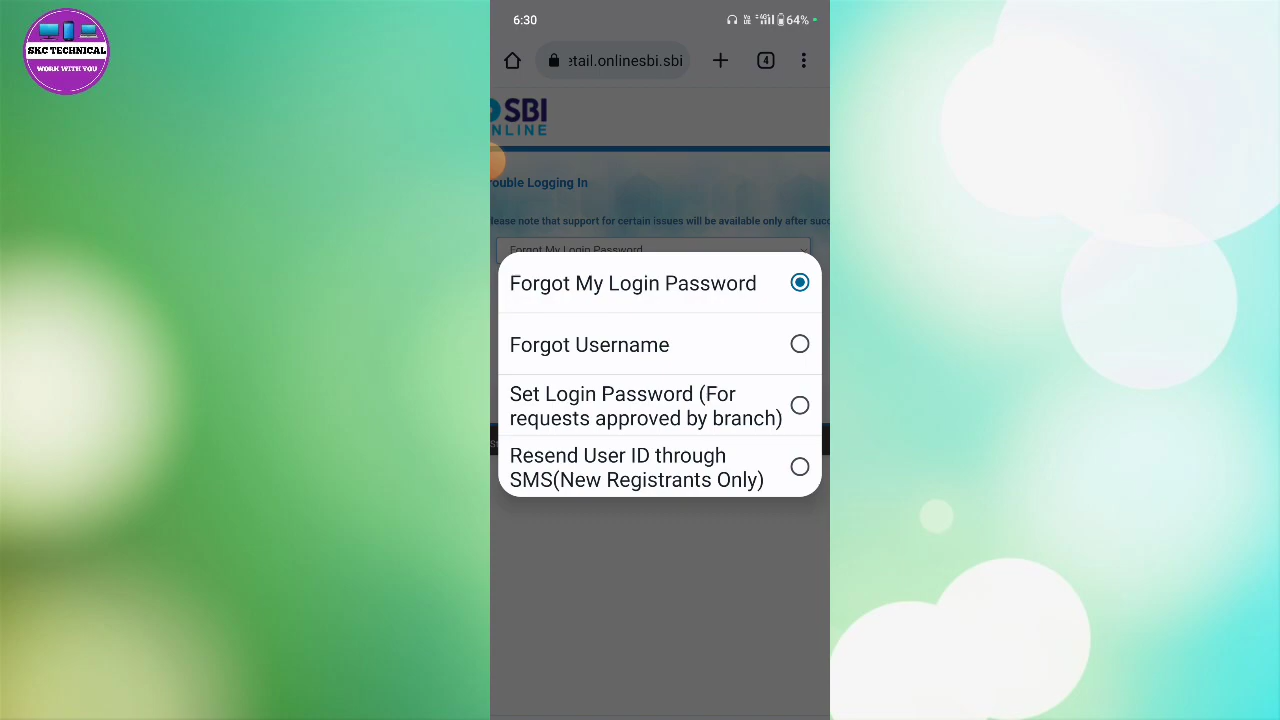 SKC TECHNICAL
WORK WITH YOU
6:30
64%
etail.onlinesbi.sbi
4
SBI
NLINE
rouble Logging In
lease note that support for certain issues will be available only after succ
Forgot My Login Password
Forgot My Login Password
Forgot Username
Set Login Password (For
requests approved by branch)
Resend User ID through
SMS(New Registrants Only)